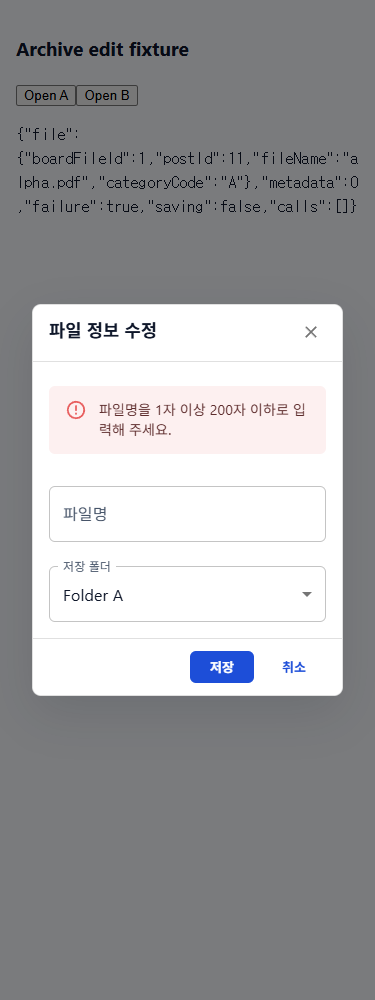 Archive edit fixture
Open A Open B
{"file":
{"boardFileId":1,"postId":11,"fileName":"a
lpha.pdf","categoryCode":"A"},"metadata":0
,"failure":true,"saving":false,"calls":[]}
파일 정보 수정
파일명을 1자 이상 200자 이하로 입
력해 주세요.
파일명
저장 폴더
Folder A
저장 취소